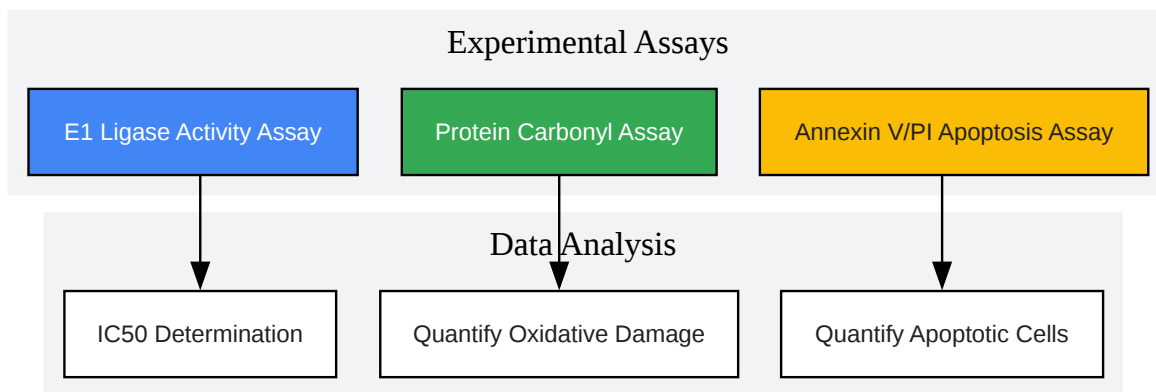 Experimental Assays
E1 Ligase Activity Assay
Protein Carbonyl Assay
Annexin V/PI Apoptosis Assay
Data Analysis
IC50 Determination
Quantify Oxidative Damage
Quantify Apoptotic Cells